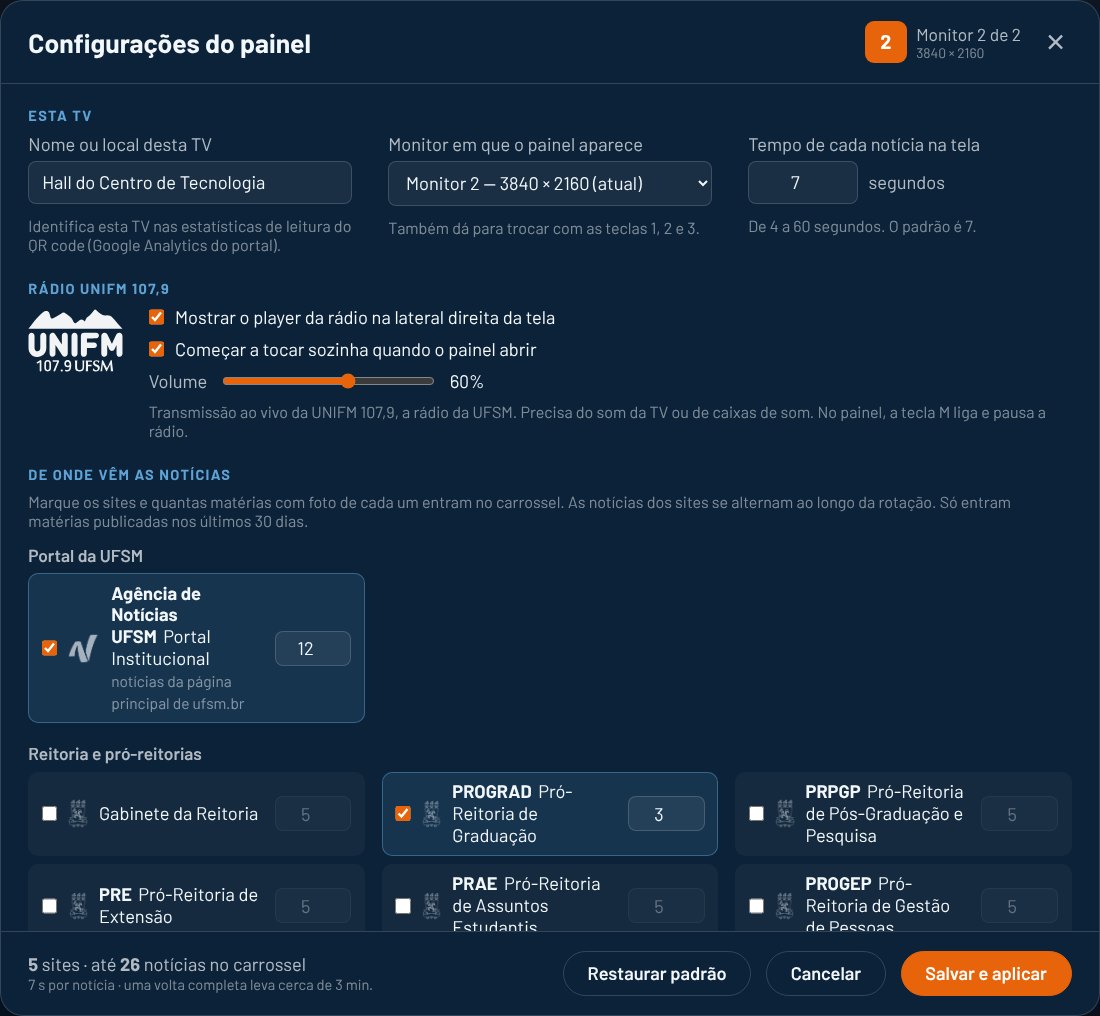 Configurações do painel
2
Monitor 2 de 2
3840 × 2160
ESTA TV
Nome ou local desta TV
Monitor em que o painel aparece
Tempo de cada notícia na tela
Hall do Centro de Tecnologia
Monitor 2 — 3840 × 2160 (atual)
7 segundos
Identifica esta TV nas estatísticas de leitura do
QR code (Google Analytics do portal).
Também dá para trocar com as teclas 1, 2 e 3.
De 4 a 60 segundos. O padrão é 7.
RÁDIO UNIFM 107,9
UNIFM
107.9 UFSM
Mostrar o player da rádio na lateral direita da tela
Começar a tocar sozinha quando o painel abrir
Volume 60%
Transmissão ao vivo da UNIFM 107,9, a rádio da UFSM. Precisa do som da TV ou de caixas de som. No painel, a tecla M liga e pausa a
rádio.
DE ONDE VÊM AS NOTÍCIAS
Marque os sites e quantas matérias com foto de cada um entram no carrossel. As notícias dos sites se alternam ao longo da rotação. Só entram
matérias publicadas nos últimos 30 dias.
Portal da UFSM
Agência de
Notícias
UFSM Portal
Institucional
notícias da página
principal de ufsm.br
12
Reitoria e pró-reitorias
Gabinete da Reitoria
5
PROGRAD Pró-
Reitoria de
Graduação
3
PRPGP Pró-Reitoria
de Pós-Graduação e
Pesquisa
5
PRE Pró-Reitoria de
Extensão
5
PRAE Pró-Reitoria
de Assuntos
Estudantis
5
PROGEP Pró-
Reitoria de Gestão
de Pessoas
5
5 sites · até 26 notícias no carrossel
7 s por notícia · uma volta completa leva cerca de 3 min.
Restaurar padrão
Cancelar
Salvar e aplicar